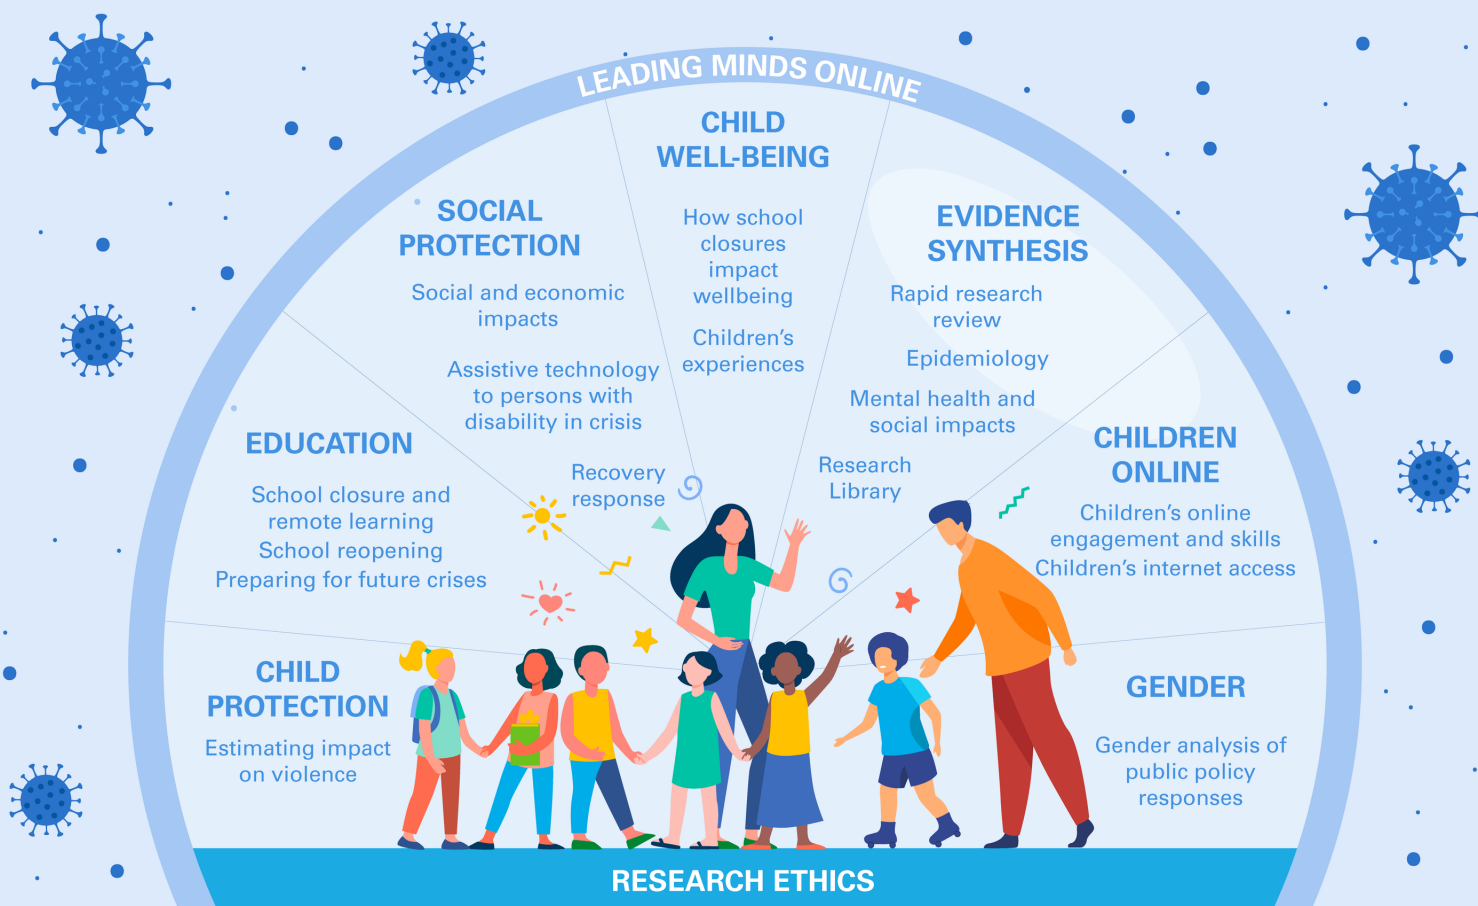 LEADING MINDS ONLINE
CHILD
WELL-BEING
How school
closures
impact
wellbeing
Children's
experiences
SOCIAL
PROTECTION
Social and economic
impacts
Assistive technology
to persons with
disability in crisis
Recovery
response
EVIDENCE
SYNTHESIS
Rapid research
review
Epidemiology
Mental health and
social impacts
Research
Library
EDUCATION
School closure and
remote learning
School reopening
Preparing for future crises
CHILDREN
ONLINE
Children's online
engagement and skills
Children's internet access
CHILD
PROTECTION
Estimating impact
on violence
GENDER
Gender analysis of
public policy
responses
RESEARCH ETHICS